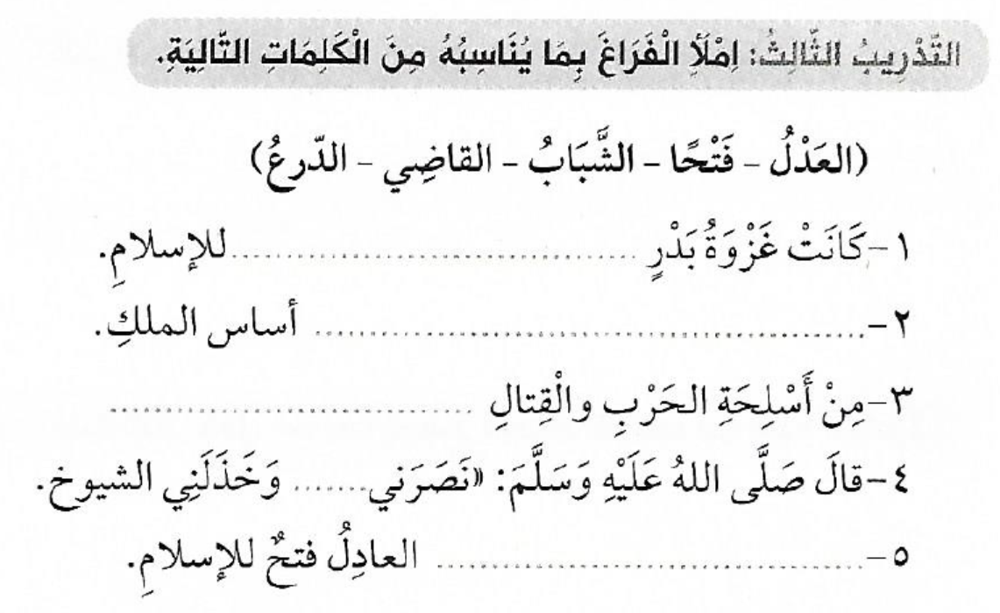 التَّدْرِيبُ الثَّالِثُ: اِمْلَأِ الْفَرَاغَ بِمَا يُنَاسِبُهُ مِنَ الْكَلِمَاتِ التَّالِيَةِ.
(العَدْلُ - فَتْحًا - الشَّبَابُ - القاضِي - الدّرعُ)
١- كَانَتْ غَزْوَةُ بَدْرٍ .................... للإسلامِ.
٢- .................... أساس الملكِ.
٣- مِنْ أَسْلِحَةِ الحَرْبِ والْقِتالِ ....................
٤- قالَ صَلَّى اللهُ عَلَيْهِ وَسَلَّمَ: «نَصَرَني........ وَخَذَلَنِي الشيوخ.
٥- .................... العادِلُ فتحٌ للإسلامِ.